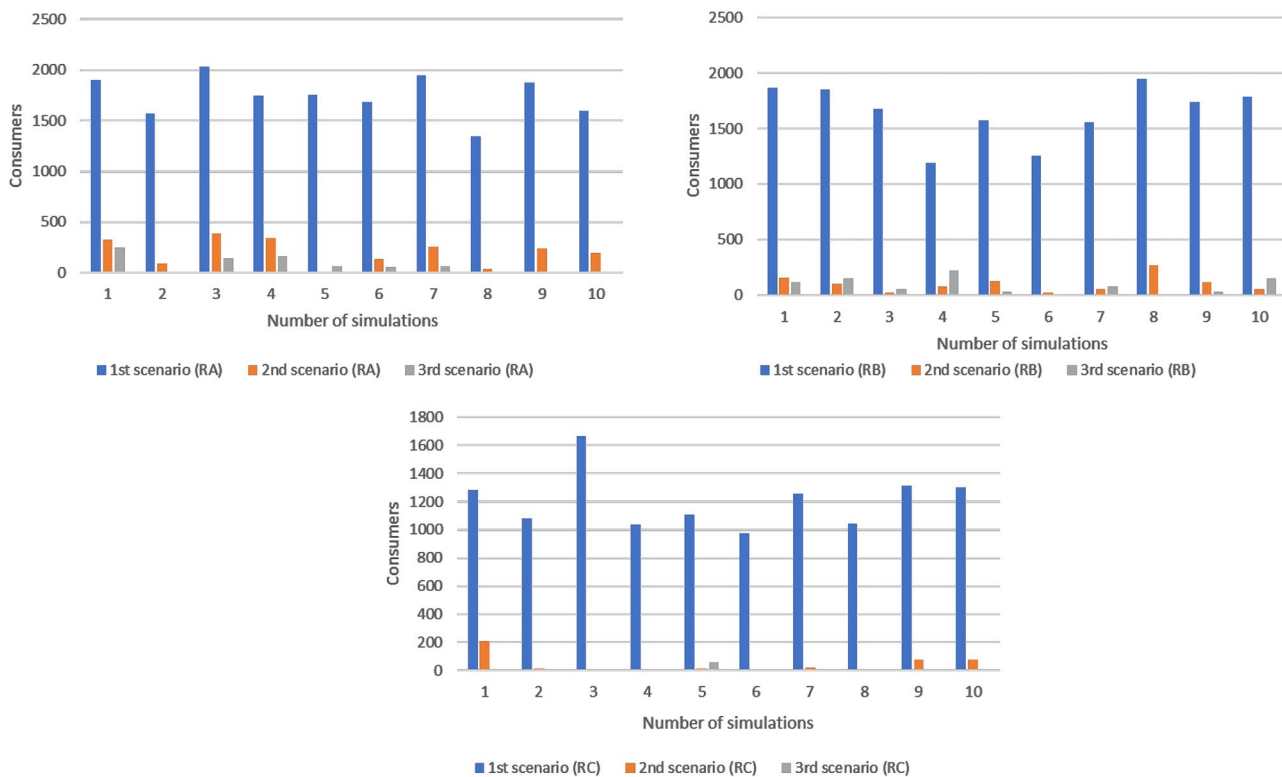 2500
2000
1500
1000
500
0
Consumers
1 2 3 4 5 6 7 8 9 10
Number of simulations
1st scenario (RA) 2nd scenario (RA) 3rd scenario (RA)
2500
2000
1500
1000
500
0
Consumers
1 2 3 4 5 6 7 8 9 10
Number of simulations
1st scenario (RB) 2nd scenario (RB) 3rd scenario (RB)
1800
1600
1400
1200
1000
800
600
400
200
0
Consumers
1 2 3 4 5 6 7 8 9 10
Number of simulations
1st scenario (RC) 2nd scenario (RC) 3rd scenario (RC)